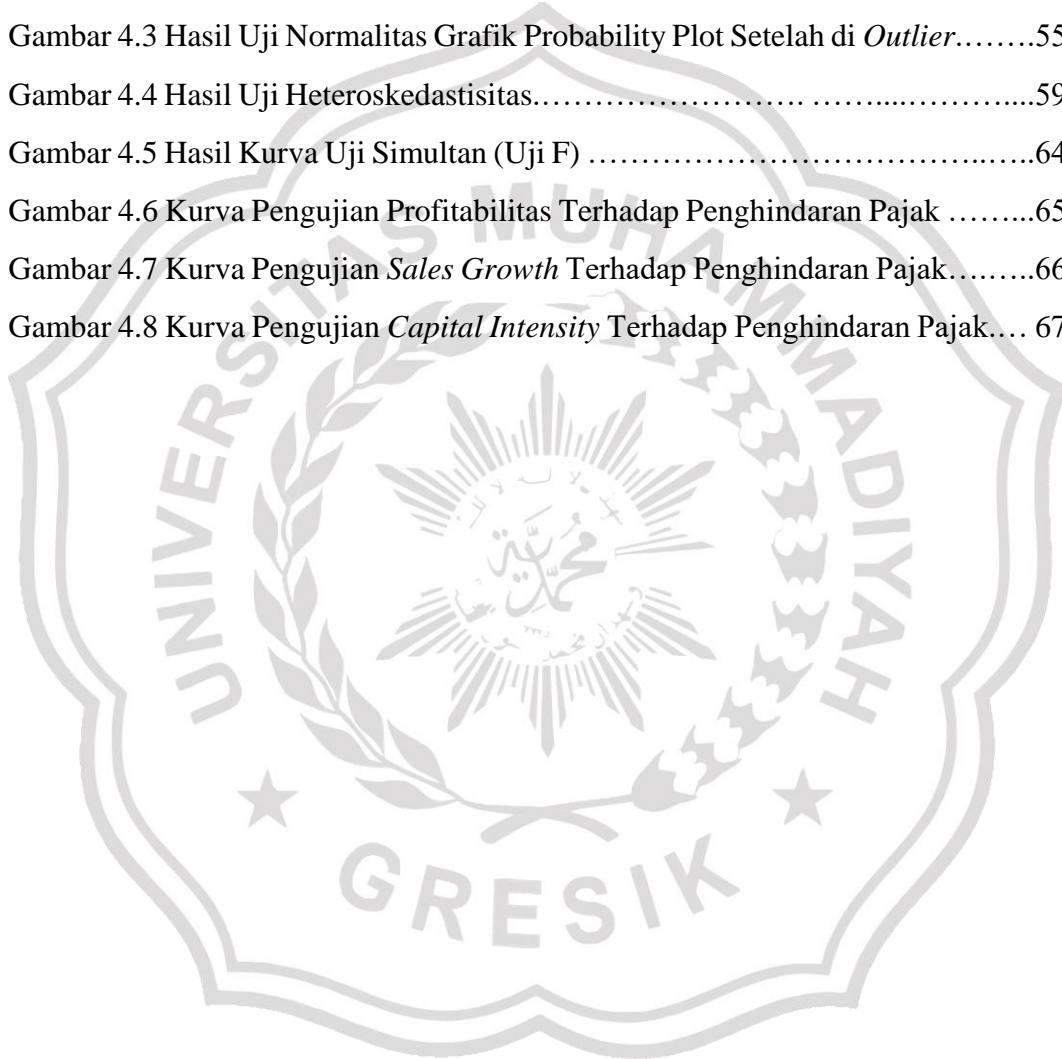 Gambar 4.3 Hasil Uji Normalitas Grafik Probability Plot Setelah di Outlier……..55
Gambar 4.4 Hasil Uji Heteroskedastisitas……………………. ……....………....59
Gambar 4.5 Hasil Kurva Uji Simultan (Uji F) ……………………………..…..64
Gambar 4.6 Kurva Pengujian Profitabilitas Terhadap Penghindaran Pajak ……...65
Gambar 4.7 Kurva Pengujian Sales Growth Terhadap Penghindaran Pajak…..…..66
Gambar 4.8 Kurva Pengujian Capital Intensity Terhadap Penghindaran Pajak.… 67
UNIVERSITAS MUHAMMADIYAH
GRESIK